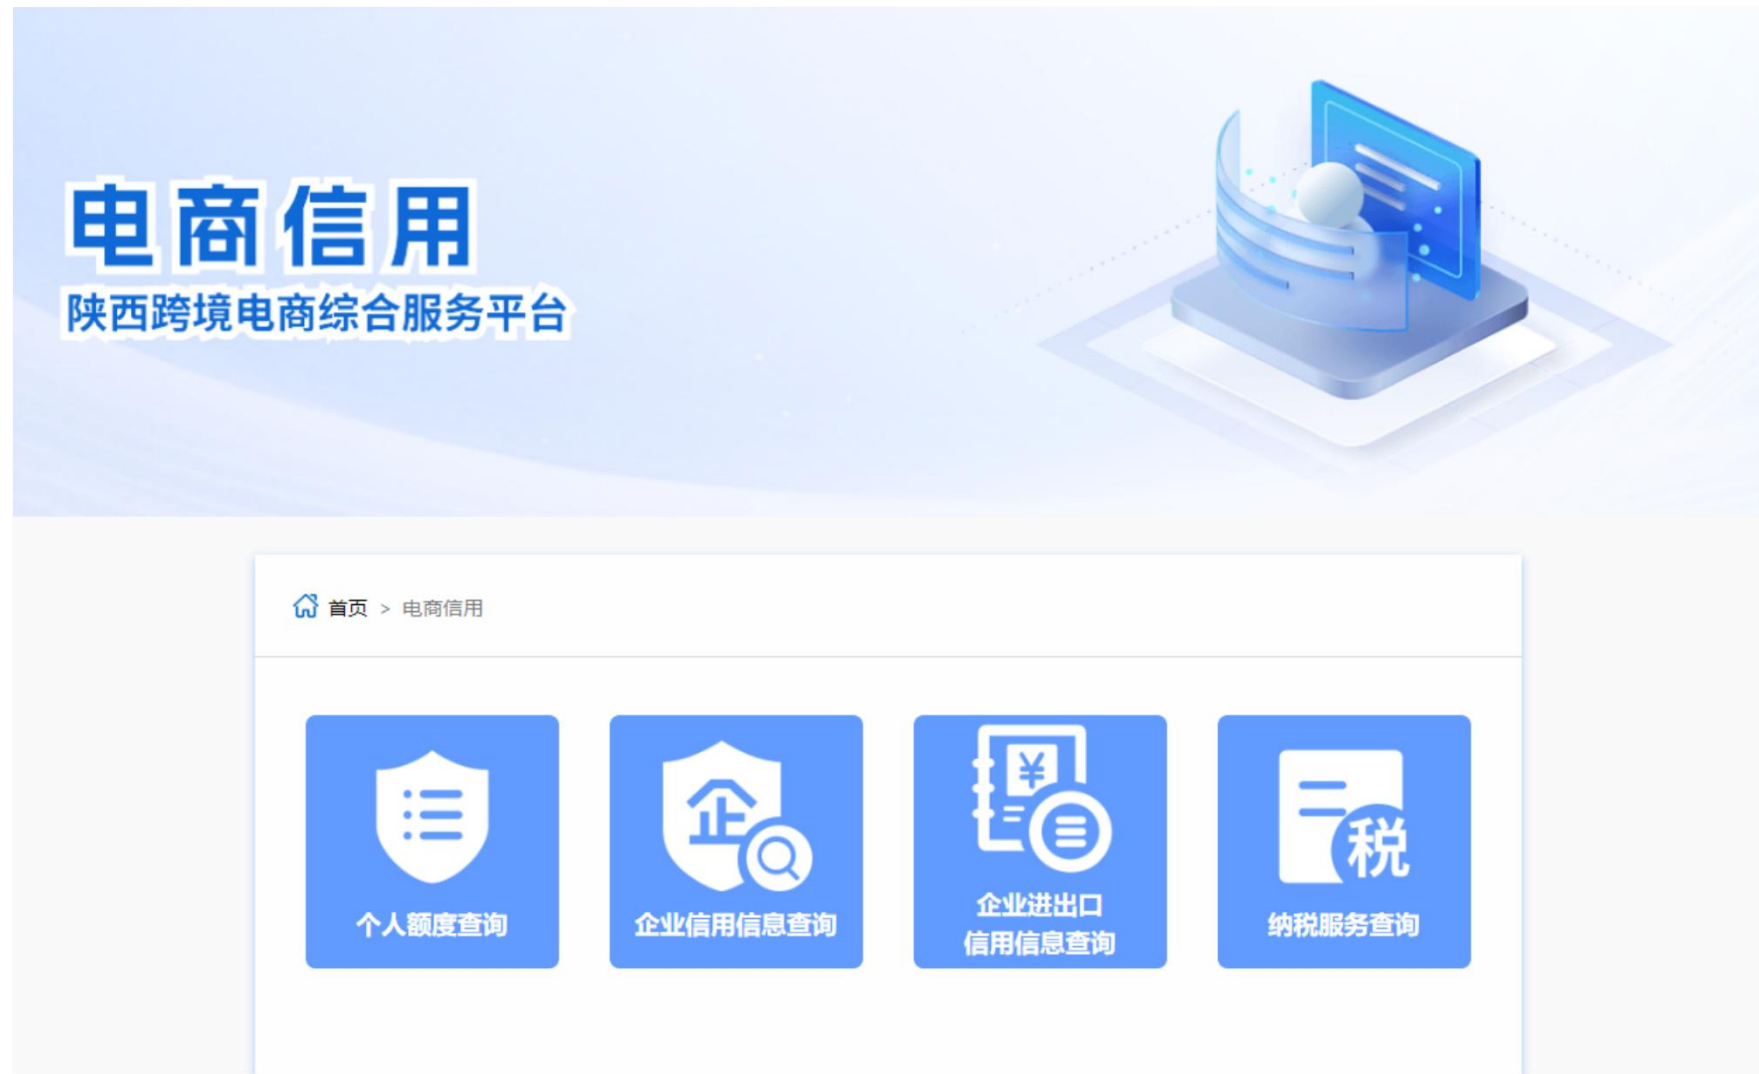 电商信用
陕西跨境电商综合服务平台
首页 > 电商信用
¥
企
税
个人额度查询
企业信用信息查询
企业进出口
信用信息查询
纳税服务查询